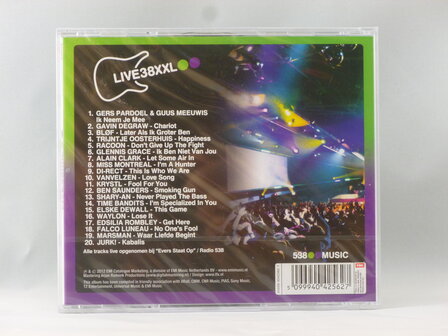 LIVE38XXL
1. GERS PARDOEL & GUUS MEEUWIS
Ik Neem Je Mee
2. GAVIN DEGRAW - Chariot
3. BLØF - Later Als Ik Groter Ben
4. TRIJNTJE OOSTERHUIS - Happiness
5. RACOON - Don't Give Up The Fight
6. GLENNIS GRACE - Ik Ben Niet Van Jou
7. ALAIN CLARK - Let Some Air In
8. MISS MONTREAL - I'm A Hunter
9. DI-RECT - This Is Who We Are
10. VANVELZEN - Love Song
11. KRYSTL - Fool For You
12. BEN SAUNDERS - Smoking Gun
13. SHARY-AN - Never Played The Bass
14. TIME BANDITS - I'm Specialized In You
15. ELSKE DEWALL - This Game
16. WAYLON - Lose It
17. EDSILIA ROMBLEY - Get Here
18. FALCO LUNEAU - No One's Fool
19. MARSMAN - Waar Liefde Begint
20. JURK! - Kabalis
Alle tracks live opgenomen bij "Evers Staat Op" / Radio 538
538 MUSIC
5 099940 425627